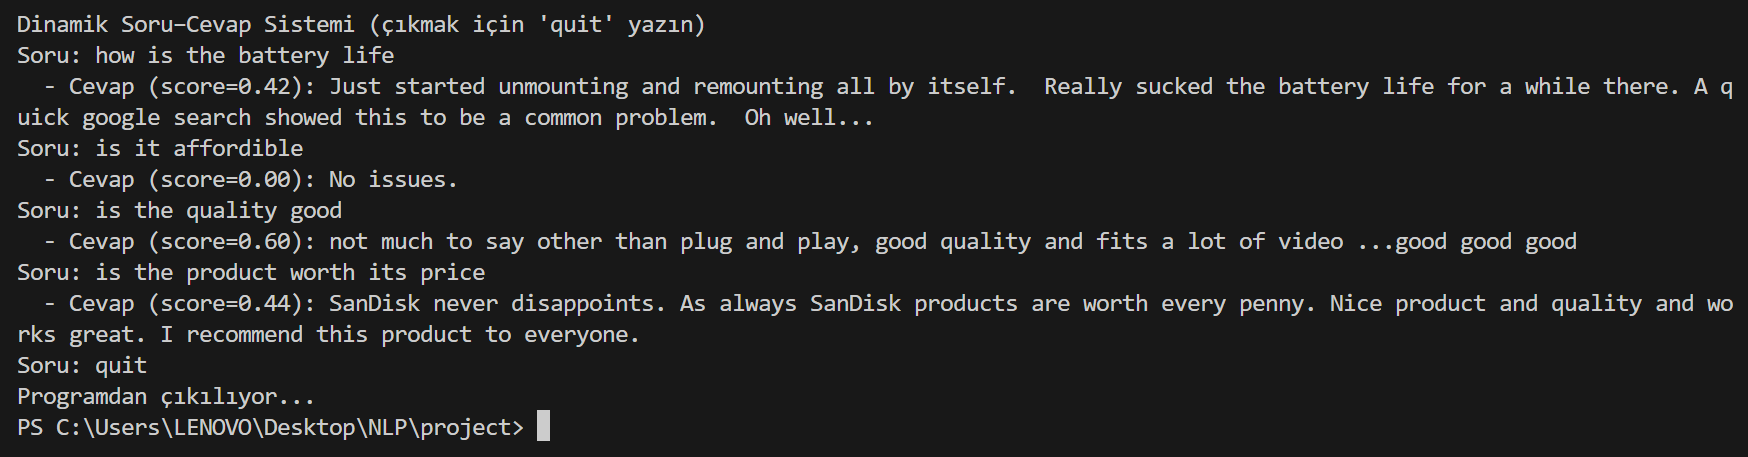 Dinamik Soru–Cevap Sistemi (çıkmak için 'quit' yazın)
Soru: how is the battery life
  - Cevap (score=0.42): Just started unmounting and remounting all by itself.  Really sucked the battery life for a while there. A q
uick google search showed this to be a common problem.  Oh well...
Soru: is it affordible
  - Cevap (score=0.00): No issues.
Soru: is the quality good
  - Cevap (score=0.60): not much to say other than plug and play, good quality and fits a lot of video ...good good good
Soru: is the product worth its price
  - Cevap (score=0.44): SanDisk never disappoints. As always SanDisk products are worth every penny. Nice product and quality and wo
rks great. I recommend this product to everyone.
Soru: quit
Programdan çıkılıyor...
PS C:\Users\LENOVO\Desktop\NLP\project>